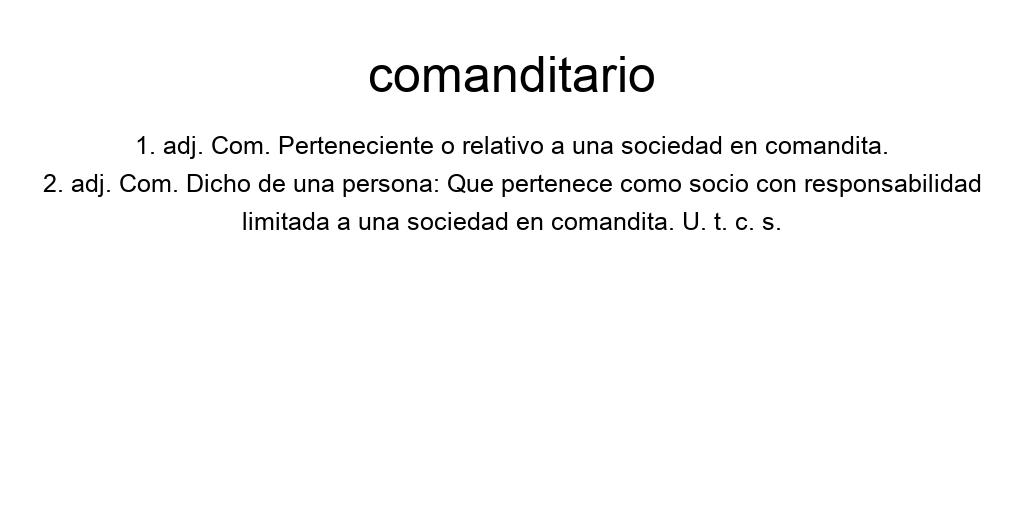 comanditario
1. adj. Com. Perteneciente o relativo a una sociedad en comandita.
2. adj. Com. Dicho de una persona: Que pertenece como socio con responsabilidad
limitada a una sociedad en comandita. U. t. c. s.